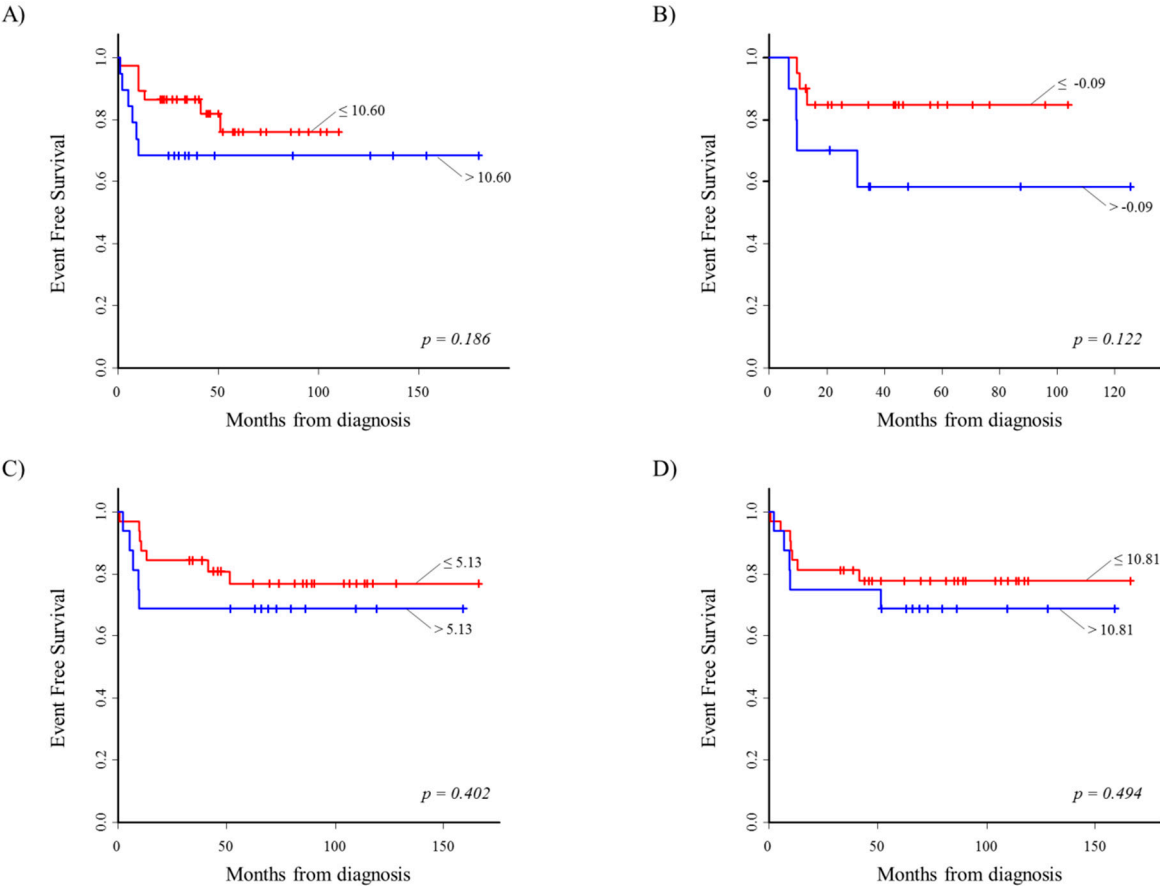 A)
Event Free Survival
1.0
0.8
0.6
0.4
0.2
0.0
≤ 10.60
> 10.60
p = 0.186
0 50 100 150
Months from diagnosis
B)
Event Free Survival
1.0
0.8
0.6
0.4
0.2
0.0
≤ -0.09
> -0.09
p = 0.122
0 20 40 60 80 100 120
Months from diagnosis
C)
Event Free Survival
1.0
0.8
0.6
0.4
0.2
0.0
≤ 5.13
> 5.13
p = 0.402
0 50 100 150
Months from diagnosis
D)
Event Free Survival
1.0
0.8
0.6
0.4
0.2
0.0
≤ 10.81
> 10.81
p = 0.494
0 50 100 150
Months from diagnosis